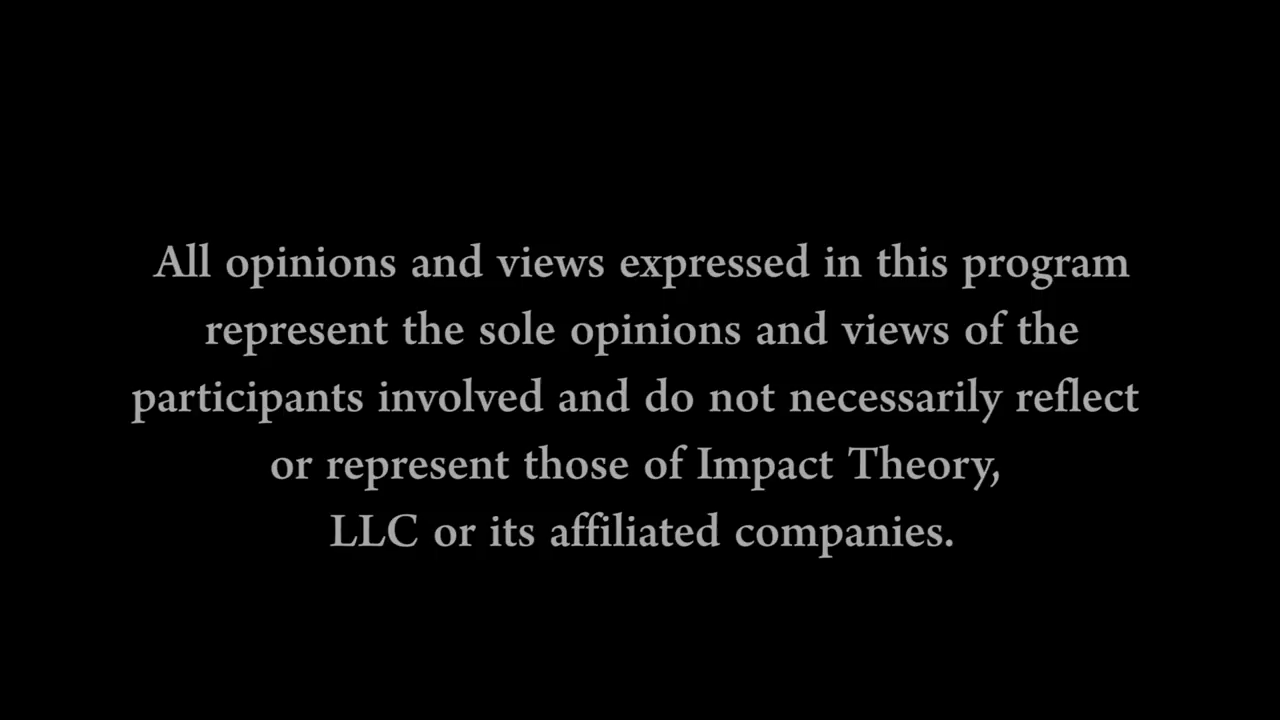 All opinions and views expressed in this program
represent the sole opinions and views of the
participants involved and do not necessarily reflect
or represent those of Impact Theory,
LLC or its affiliated companies.